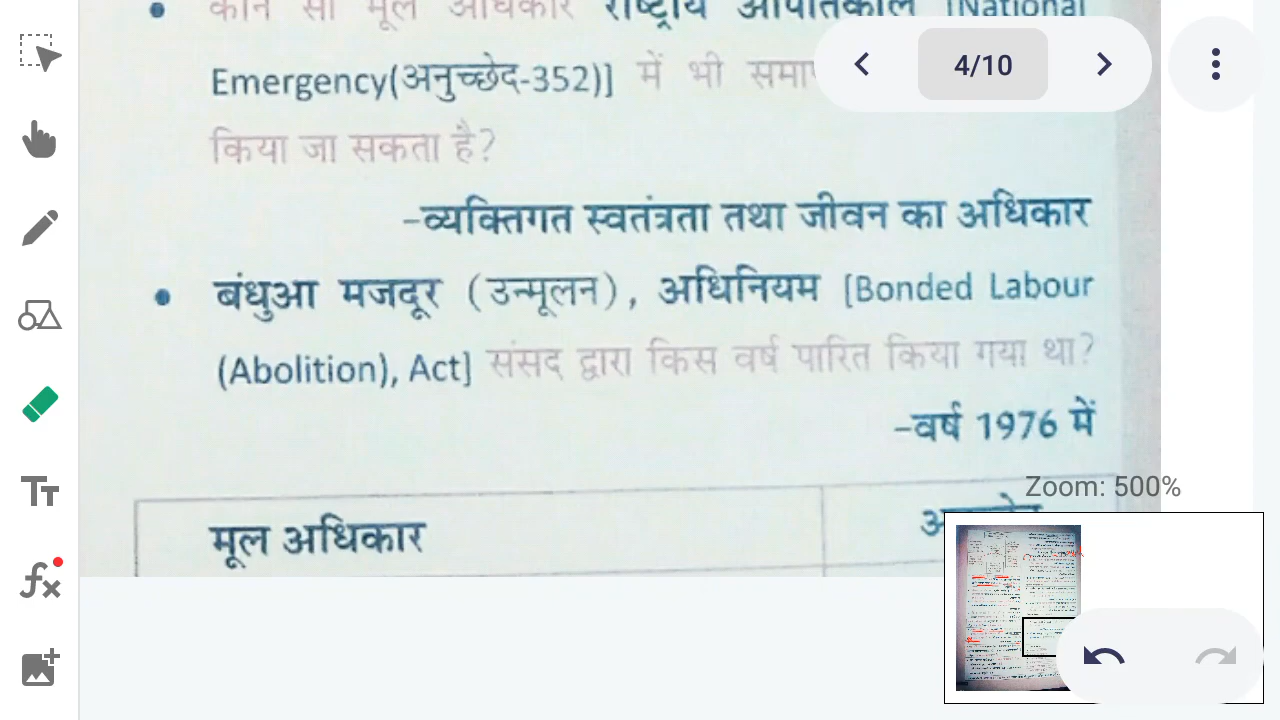 कौन सा मूल अधिकार राष्ट्रीय आपातकाल [National
Emergency(अनुच्छेद-352)] में भी
किया जा सकता है?
–व्यक्तिगत स्वतंत्रता तथा जीवन का अधिकार
• बंधुआ मजदूर (उन्मूलन), अधिनियम [Bonded Labour
(Abolition), Act] संसद द्वारा किस वर्ष पारित किया गया था?
–वर्ष 1976 में
मूल अधिकार
4/10
Zoom: 500%